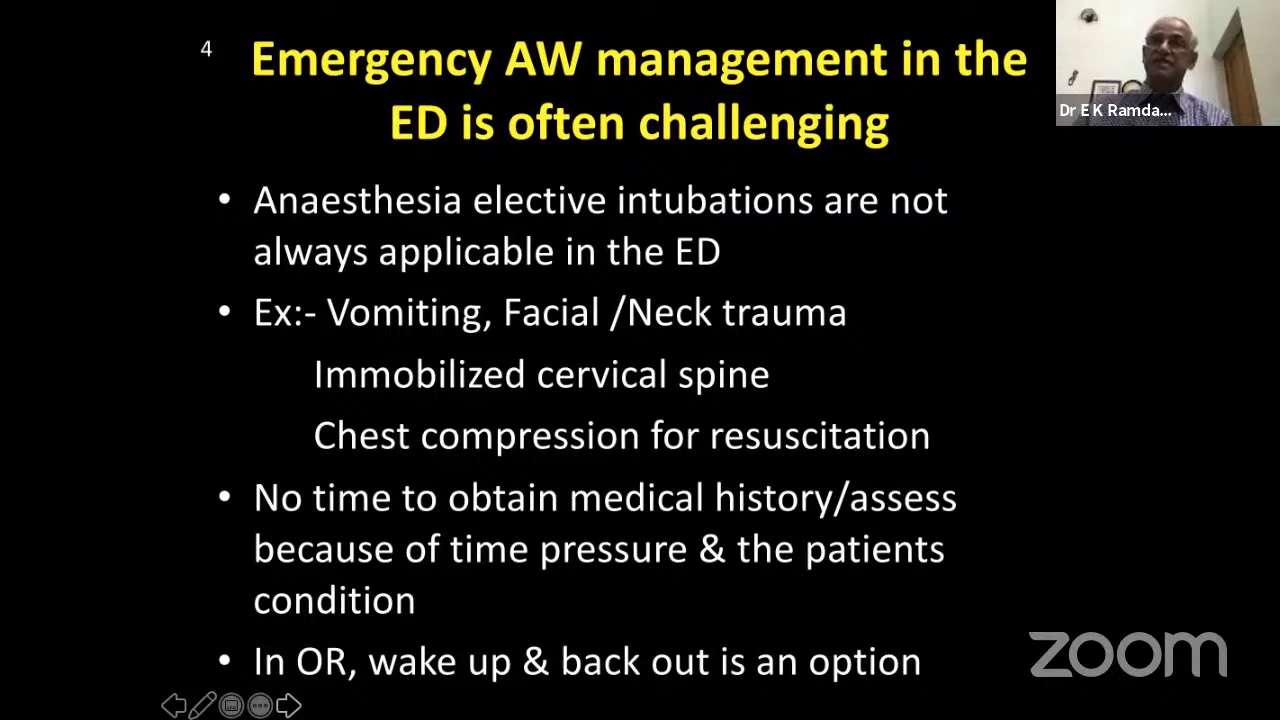 4
Emergency AW management in the
ED is often challenging
Dr E K Ramda...
• Anaesthesia elective intubations are not
always applicable in the ED
• Ex:- Vomiting, Facial /Neck trauma
Immobilized cervical spine
Chest compression for resuscitation
• No time to obtain medical history/assess
because of time pressure & the patients
condition
• In OR, wake up & back out is an option
zoom